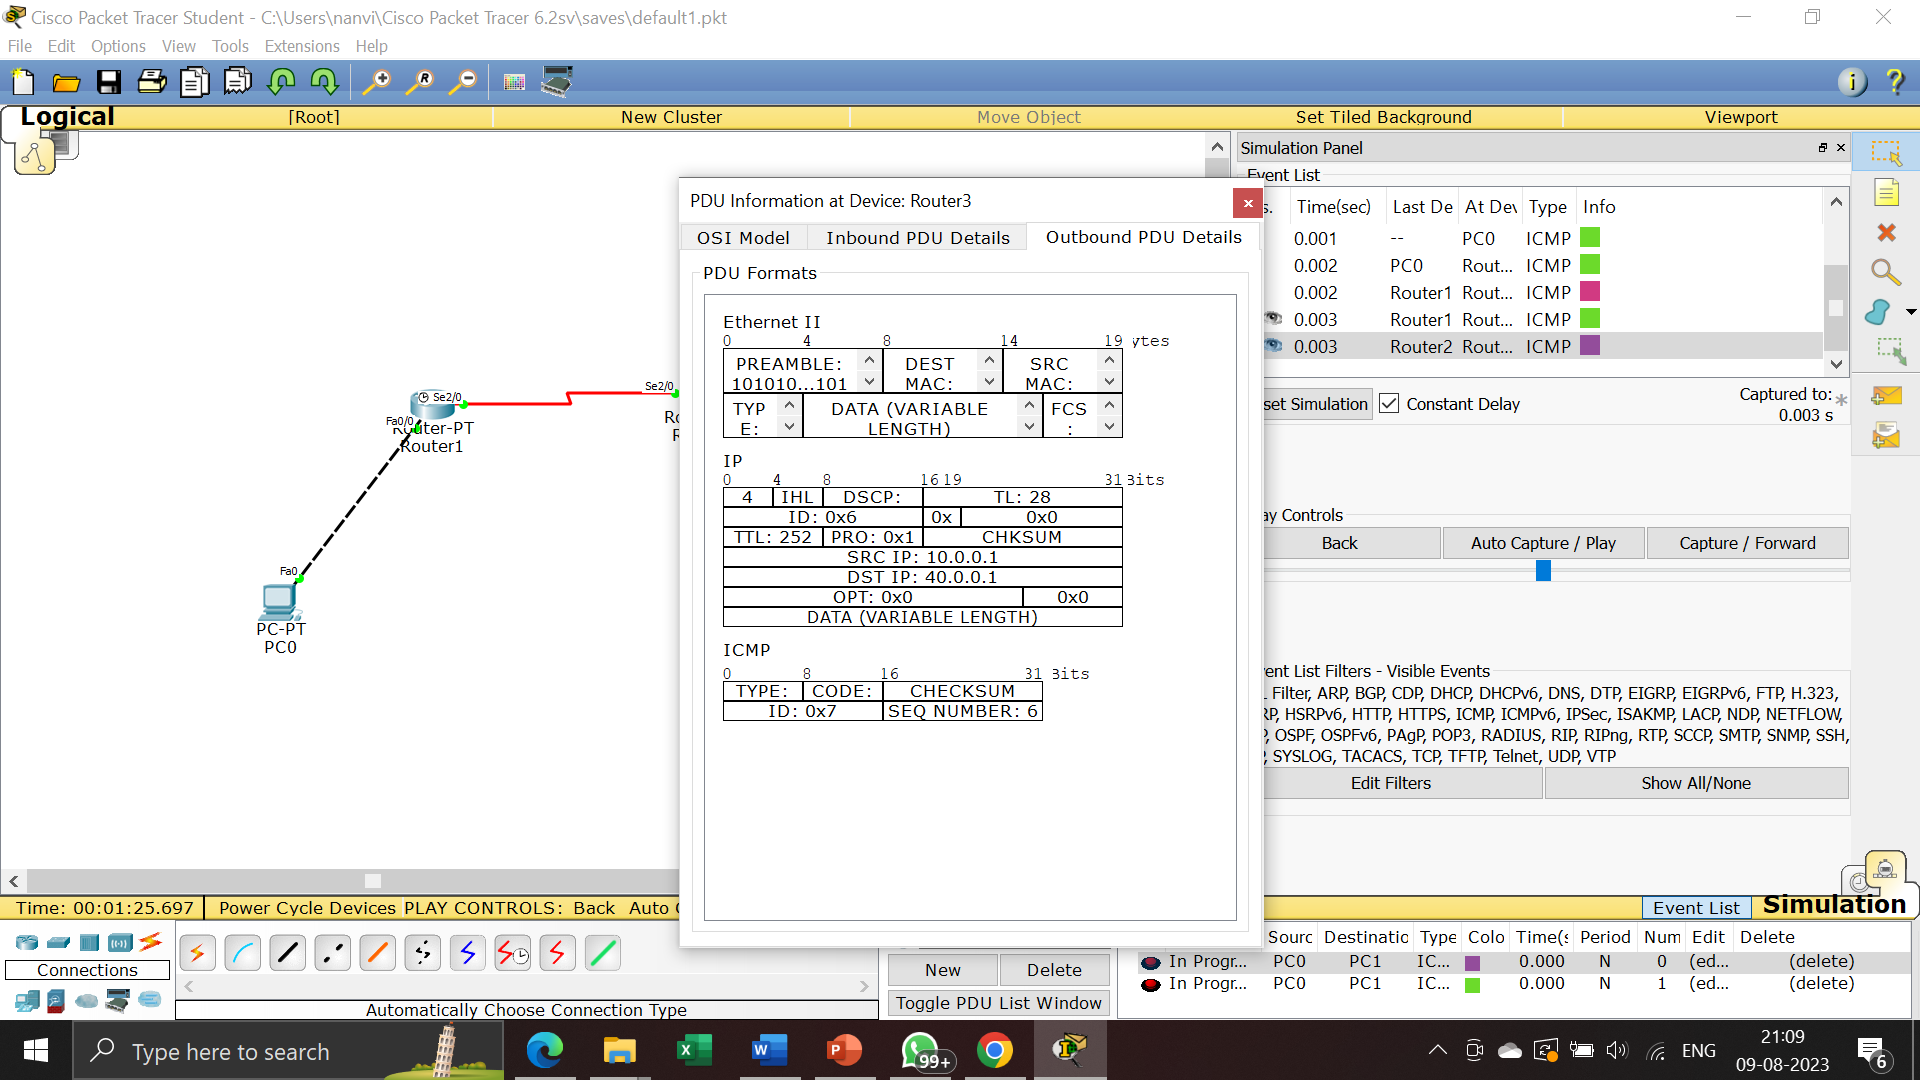 Cisco Packet Tracer Student - C:\Users\nanvi\Cisco Packet Tracer 6.2sv\saves\default1.pkt
File Edit Options View Tools Extensions Help
Logical [Root] New Cluster Move Object Set Tiled Background Viewport
Fa0/0
Se2/0
Router-PT
Router1
Se2/0
Fa0
PC-PT
PC0
PDU Information at Device: Router3
OSI Model Inbound PDU Details Outbound PDU Details
PDU Formats
Ethernet II
0 4 8 14 19 ytes
PREAMBLE: 101010...101
DEST MAC:
SRC MAC:
TYP E:
DATA (VARIABLE LENGTH)
FCS :
IP
0 4 8 16 19 31 Bits
4 IHL DSCP: TL: 28
ID: 0x6 0x 0x0
TTL: 252 PRO: 0x1 CHKSUM
SRC IP: 10.0.0.1
DST IP: 40.0.0.1
OPT: 0x0 0x0
DATA (VARIABLE LENGTH)
ICMP
0 8 16 31 Bits
TYPE: CODE: CHECKSUM
ID: 0x7 SEQ NUMBER: 6
Simulation Panel
Event List
s. Time(sec) Last De At Dev Type Info
0.001 -- PC0 ICMP
0.002 PC0 Rout... ICMP
0.002 Router1 Rout... ICMP
0.003 Router1 Rout... ICMP
0.003 Router2 Rout... ICMP
set Simulation Constant Delay Captured to:
0.003 s
ay Controls
Back Auto Capture / Play Capture / Forward
ent List Filters - Visible Events
Filter, ARP, BGP, CDP, DHCP, DHCPv6, DNS, DTP, EIGRP, EIGRPv6, FTP, H.323,
RP, HSRPv6, HTTP, HTTPS, ICMP, ICMPv6, IPSec, ISAKMP, LACP, NDP, NETFLOW,
P, OSPF, OSPFv6, PAgP, POP3, RADIUS, RIP, RIPng, RTP, SCCP, SMTP, SNMP, SSH,
SYSLOG, TACACS, TCP, TFTP, Telnet, UDP, VTP
Edit Filters Show All/None
Time: 00:01:25.697 Power Cycle Devices PLAY CONTROLS: Back Auto
Event List Simulation
Connections
Automatically Choose Connection Type
New Delete
Toggle PDU List Window
Sourc Destinatio Type Colo Time(s Period Num Edit Delete
In Progr... PC0 PC1 IC... 0.000 N 0 (ed... (delete)
In Progr... PC0 PC1 IC... 0.000 N 1 (ed... (delete)
Type here to search
99+
ENG
21:09
09-08-2023
6